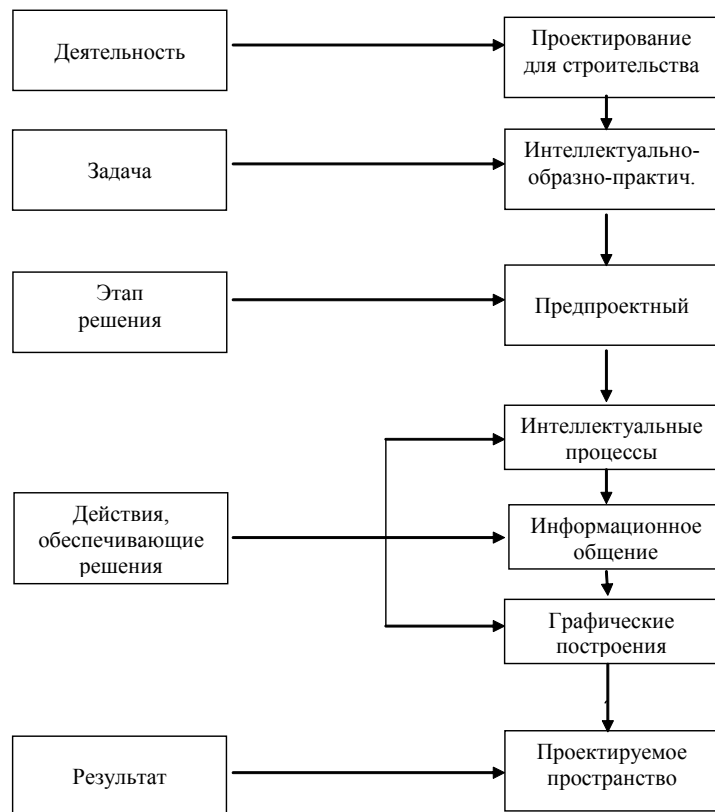 Деятельность
Проектирование
для строительства
Задача
Интеллектуально-
образно-практич.
Этап
решения
Предпроектный
Интеллектуальные
процессы
Действия,
обеспечивающие
решения
Информационное
общение
Графические
построения
Результат
Проектируемое
пространство